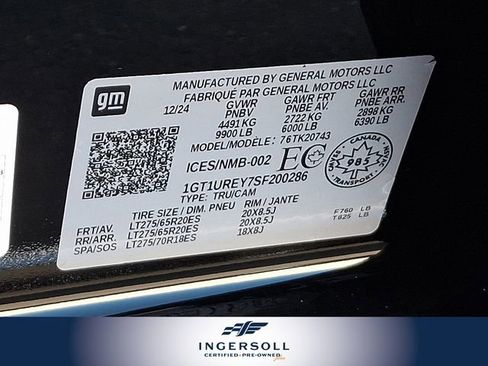 gm
MANUFACTURED BY GENERAL MOTORS LLC
FABRIQUÉ PAR GENERAL MOTORS LLC
12/24 GVWR GAWR FRT GAWR RR
PNBV PNBE AV. PNBE ARR
4491 KG 2722 KG 2898 KG
9900 LB 6000 LB 6390 LB
MODEL/MODÈLE: 76TK20743
ICES/NMB-002 EC
CANADA
985
TRANSPORT
1GT1UREY7SF200286
TYPE: TRU/CAM
TIRE SIZE / DIM. PNEU RIM / JANTE
FRT/AV. LT275/65R20ES 20X8.5J F760 LB
RR/ARR. LT275/65R20ES 20X8.5J T825 LB
SPA/SOS LT275/70R18ES 18X8J
INGERSOLL
CERTIFIED-PRE-OWNED